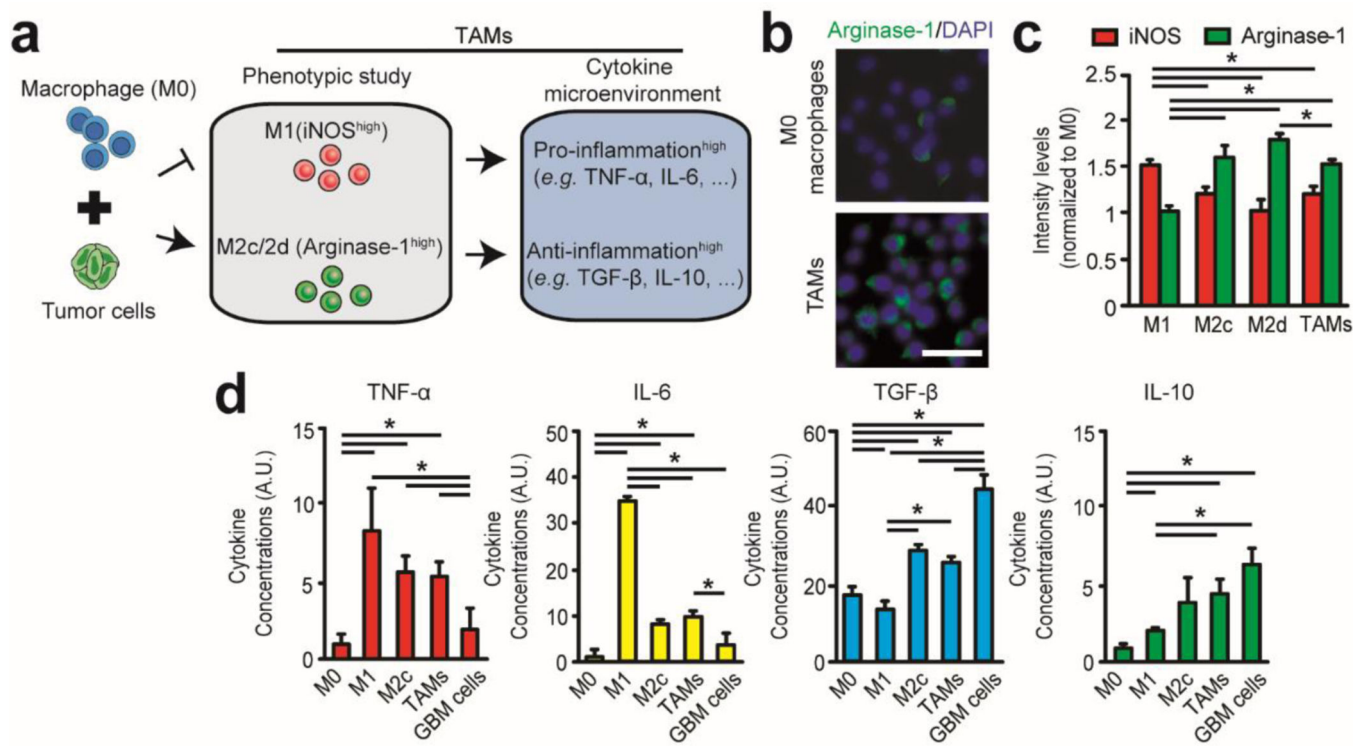 a
TAMs
Macrophage (M0)
Phenotypic study
Cytokine
microenvironment
M1(iNOShigh)
Pro-inflammationhigh
(e.g. TNF-α, IL-6, ...)
M2c/2d (Arginase-1high)
Anti-inflammationhigh
(e.g. TGF-β, IL-10, ...)
Tumor cells
b
Arginase-1/DAPI
M0
macrophages
TAMs
c
iNOS
Arginase-1
Intensity levels
(normalized to M0)
2.5
2
1.5
1
0.5
0
*
*
*
M1
M2c
M2d
TAMs
d
TNF-α
Cytokine
Concentrations (A.U.)
15
10
5
0
*
*
M0
M1
M2c
TAMs
GBM cells
IL-6
Cytokine
Concentrations (A.U.)
50
40
30
20
10
0
*
*
*
M0
M1
M2c
TAMs
GBM cells
TGF-β
Cytokine
Concentrations (A.U.)
60
40
20
0
*
*
*
M0
M1
M2c
TAMs
GBM cells
IL-10
Cytokine
Concentrations (A.U.)
15
10
5
0
*
*
M0
M1
M2c
TAMs
GBM cells